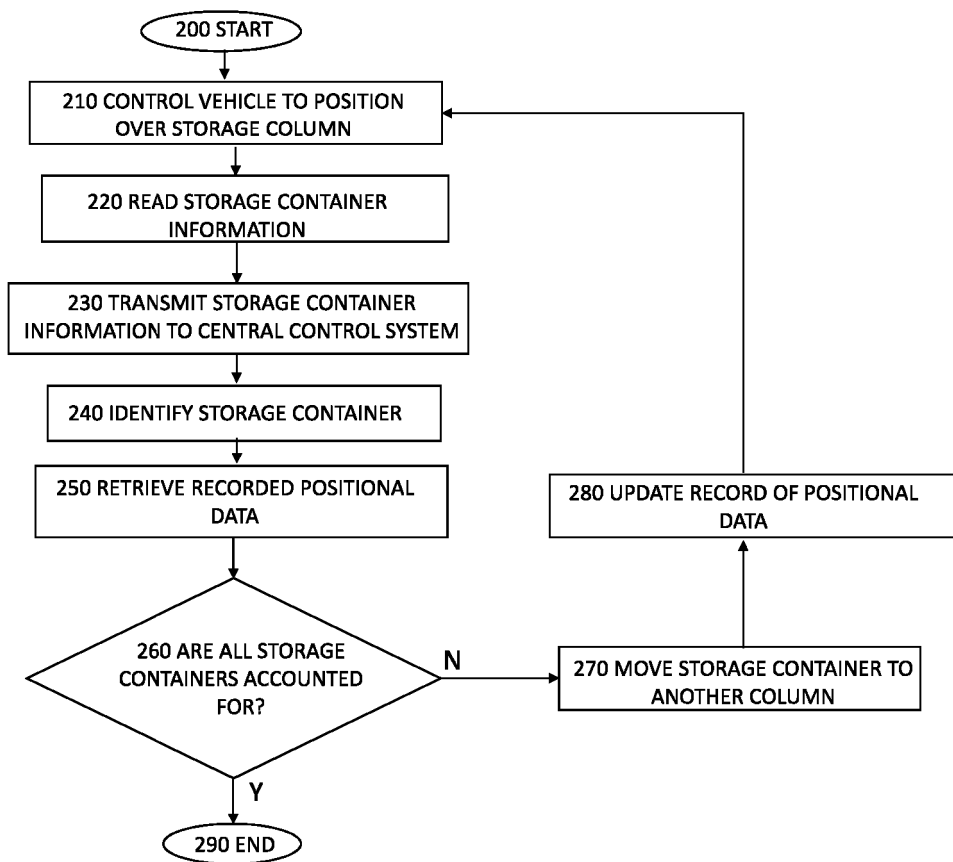 200 START
210 CONTROL VEHICLE TO POSITION
OVER STORAGE COLUMN
220 READ STORAGE CONTAINER
INFORMATION
230 TRANSMIT STORAGE CONTAINER
INFORMATION TO CENTRAL CONTROL SYSTEM
240 IDENTIFY STORAGE CONTAINER
250 RETRIEVE RECORDED POSITIONAL
DATA
260 ARE ALL STORAGE
CONTAINERS ACCOUNTED
FOR?
N
270 MOVE STORAGE CONTAINER TO
ANOTHER COLUMN
280 UPDATE RECORD OF POSITIONAL
DATA
Y
290 END